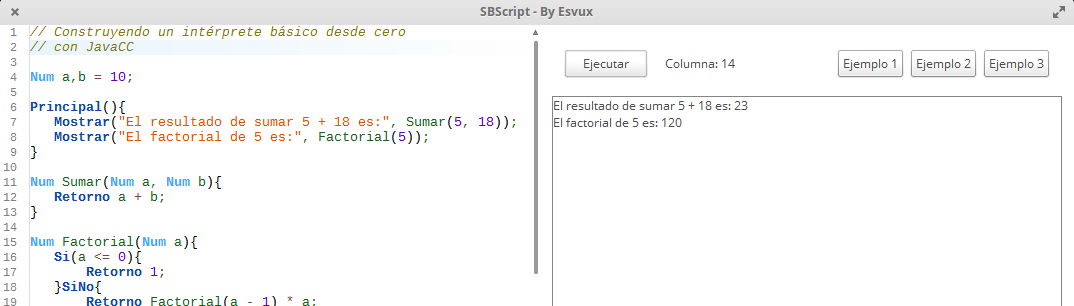 SBScript - By Esvux
1 // Construyendo un intérprete básico desde cero
2 // con JavaCC
3
4 Num a,b = 10;
5
6 Principal(){
7 Mostrar("El resultado de sumar 5 + 18 es:", Sumar(5, 18));
8 Mostrar("El factorial de 5 es:", Factorial(5));
9 }
10
11 Num Sumar(Num a, Num b){
12 Retorno a + b;
13 }
14
15 Num Factorial(Num a){
16 Si(a <= 0){
17 Retorno 1;
18 }SiNo{
19 Retorno Factorial(a - 1) * a;
Ejecutar Columna: 14 Ejemplo 1 Ejemplo 2 Ejemplo 3
El resultado de sumar 5 + 18 es: 23
El factorial de 5 es: 120